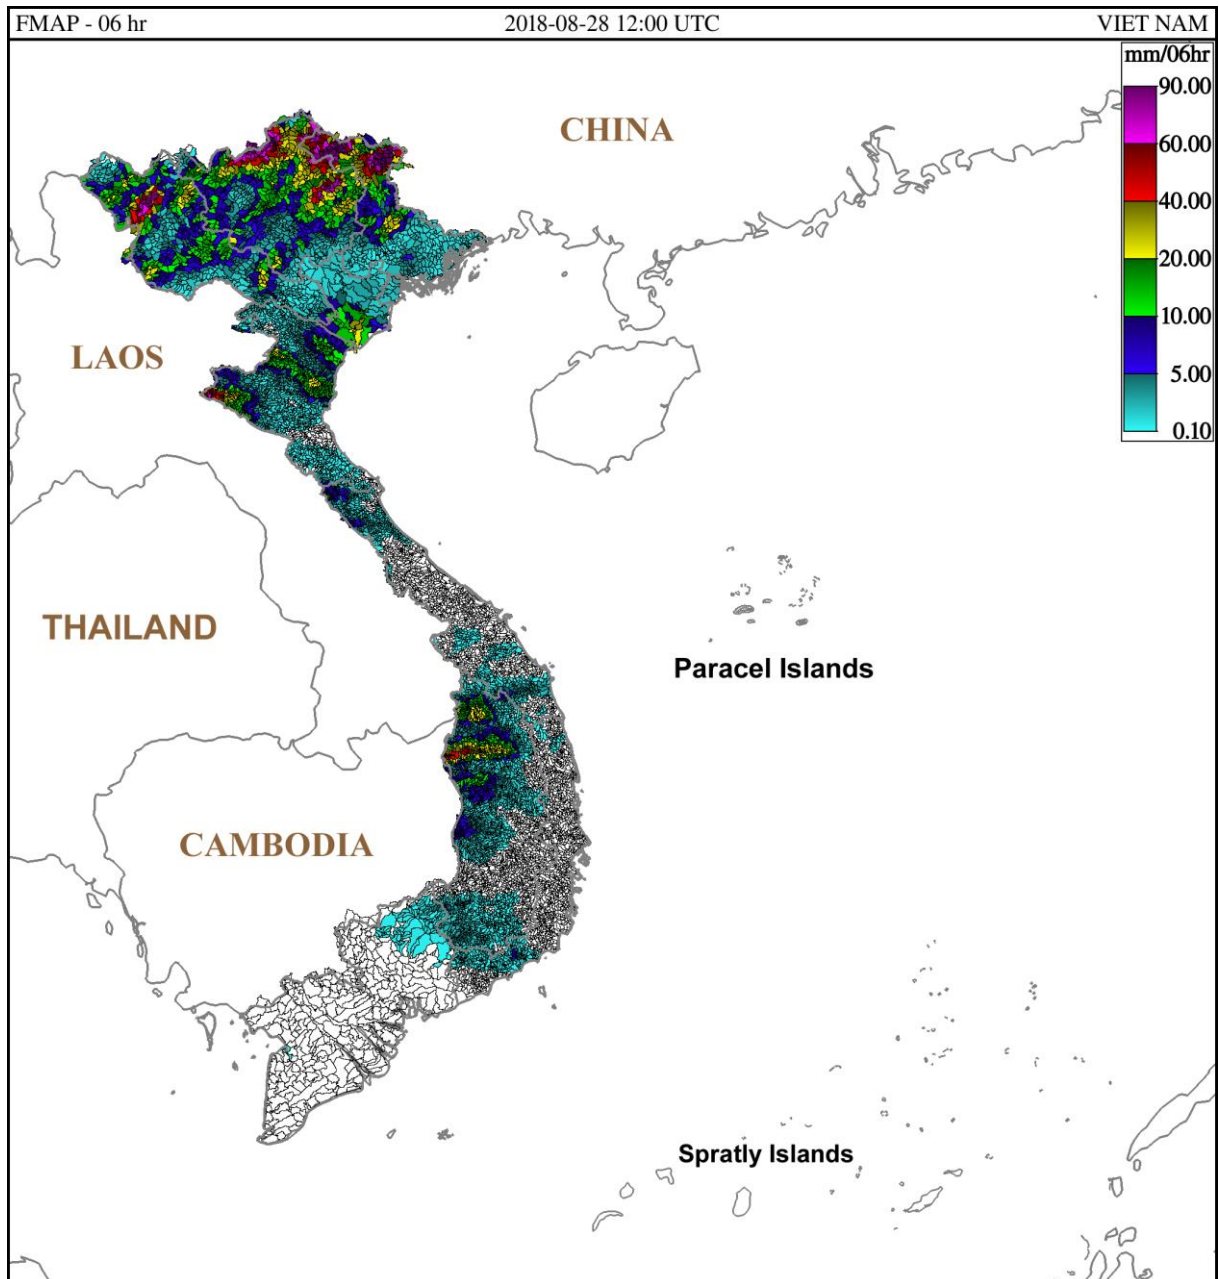 FMAP - 06 hr 2018-08-28 12:00 UTC VIET NAM
mm/06hr
90.00
CHINA
60.00
40.00
20.00
10.00
LAOS
5.00
0.10
THAILAND
Paracel Islands
CAMBODIA
Spratly Islands